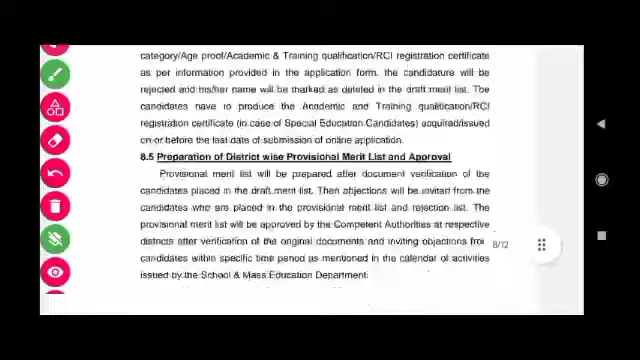 category/Age proof/Academic & Training qualification/RCI registration certificate
as per information provided in the application form, the candidature will be
rejected and his/her name will be marked as deleted in the draft merit list. The
candidates have to produce the Academic and Training qualification/RCI
registration certificate (in case of Special Education Candidates) acquired/issued
on or before the last date of submission of online application.
8.5 Preparation of District wise Provisional Merit List and Approval
Provisional merit list will be prepared after document verification of the
candidates placed in the draft merit list. Then objections will be invited from the
candidates who are placed in the provisional merit list and rejection list. The
provisional merit list will be approved by the Competent Authorities at respective
districts after verification of the original documents and inviting objections fro
8/12
candidates within specific time period as mentioned in the calendar of activities
issued by the School & Mass Education Department